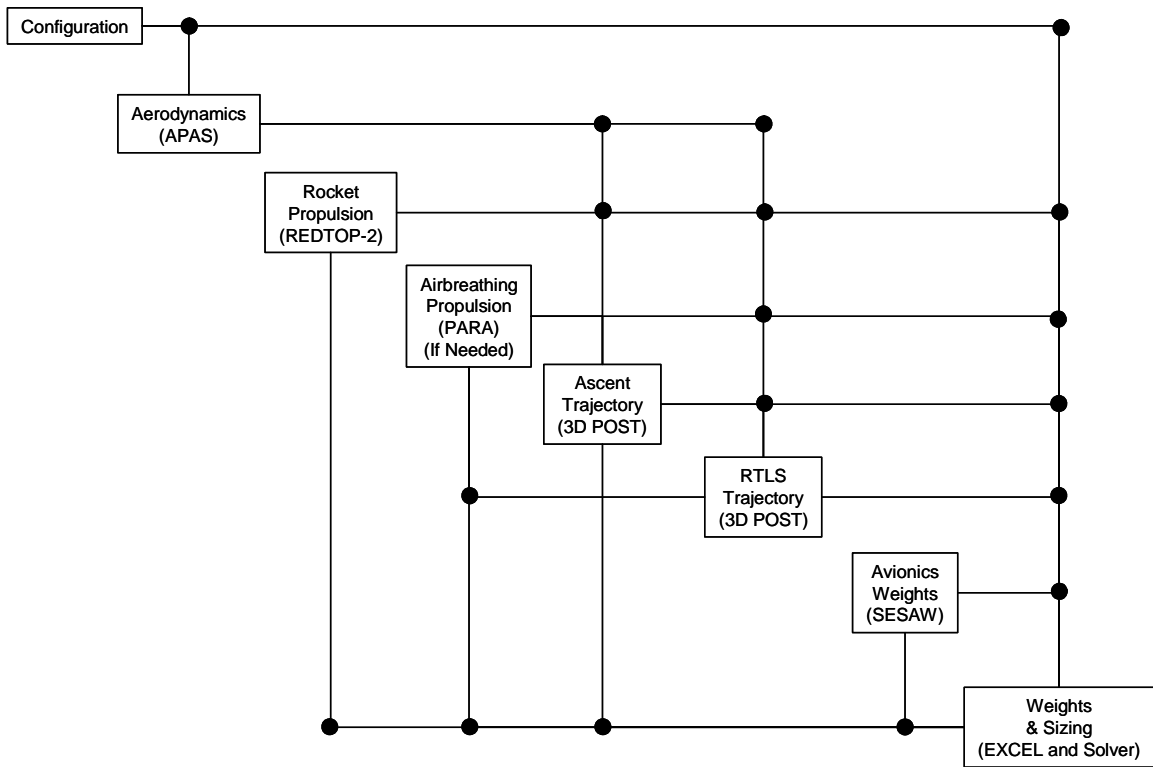 Configuration
Aerodynamics
(APAS)
Rocket
Propulsion
(REDTOP-2)
Airbreathing
Propulsion
(PARA)
(If Needed)
Ascent
Trajectory
(3D POST)
RTLS
Trajectory
(3D POST)
Avionics
Weights
(SESAW)
Weights
& Sizing
(EXCEL and Solver)